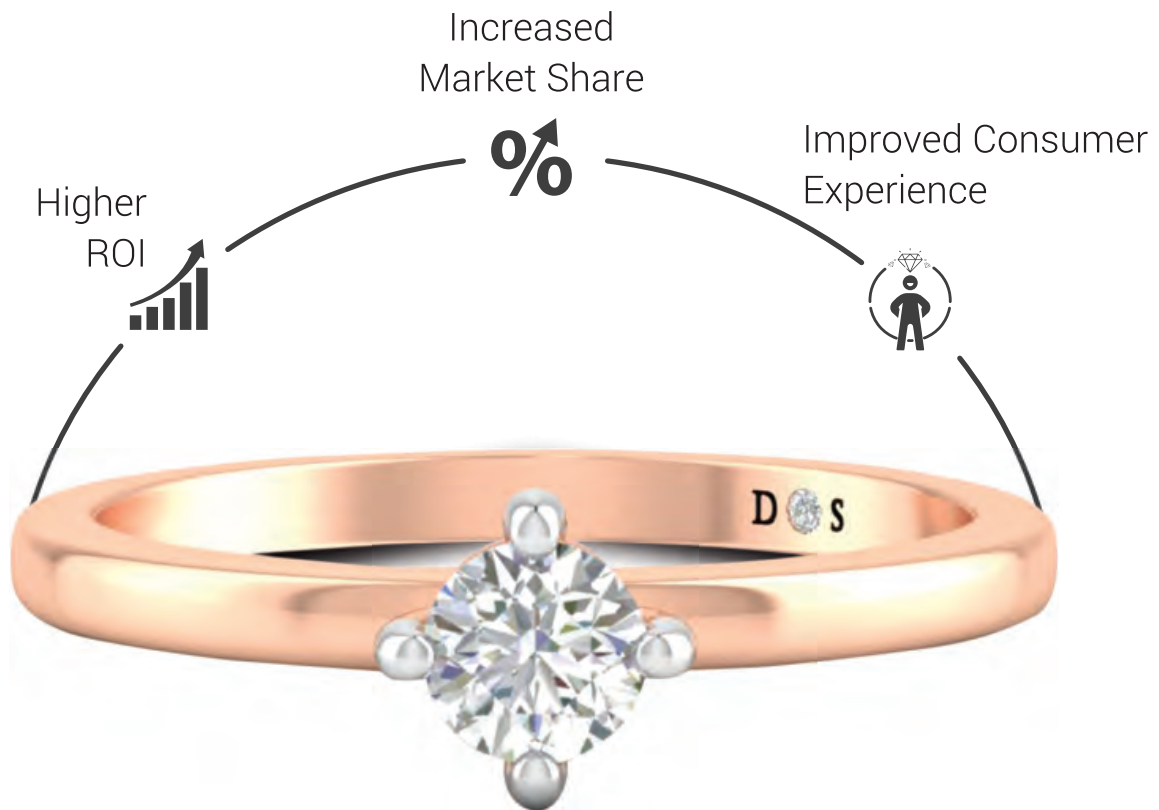 Increased
Market Share
%
Improved Consumer
Experience
Higher
ROI
D S